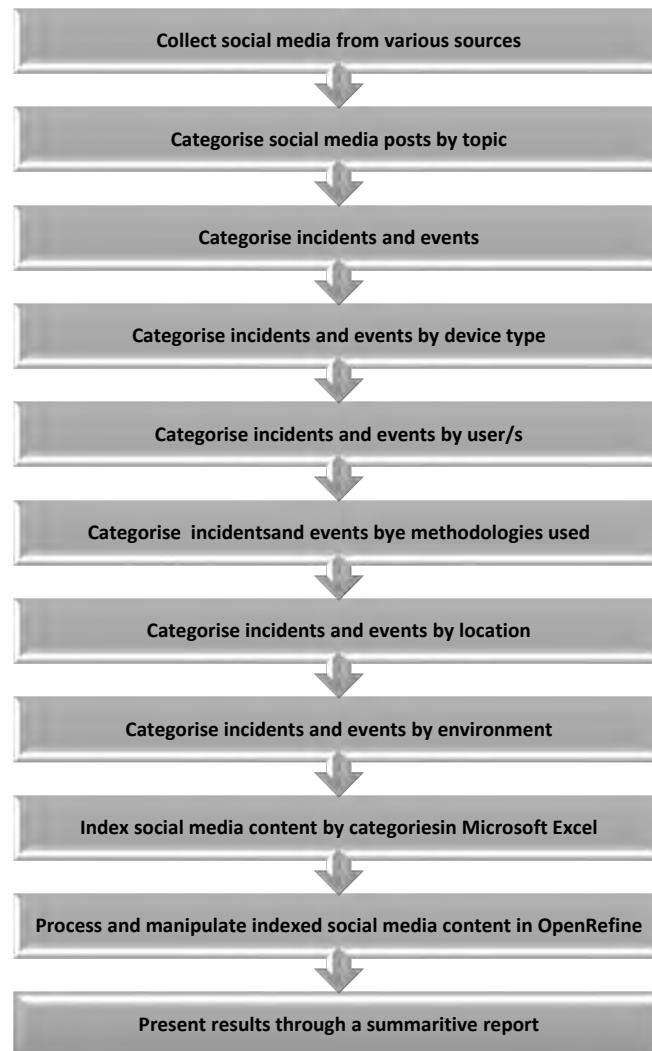 Collect social media from various sources
Categorise social media posts by topic
Categorise incidents and events
Categorise incidents and events by device type
Categorise incidents and events by user/s
Categorise  incidentsand events bye methodologies used
Categorise incidents and events by location
Categorise incidents and events by environment
Index social media content by categoriesin Microsoft Excel
Process and manipulate indexed social media content in OpenRefine
Present results through a summaritive report